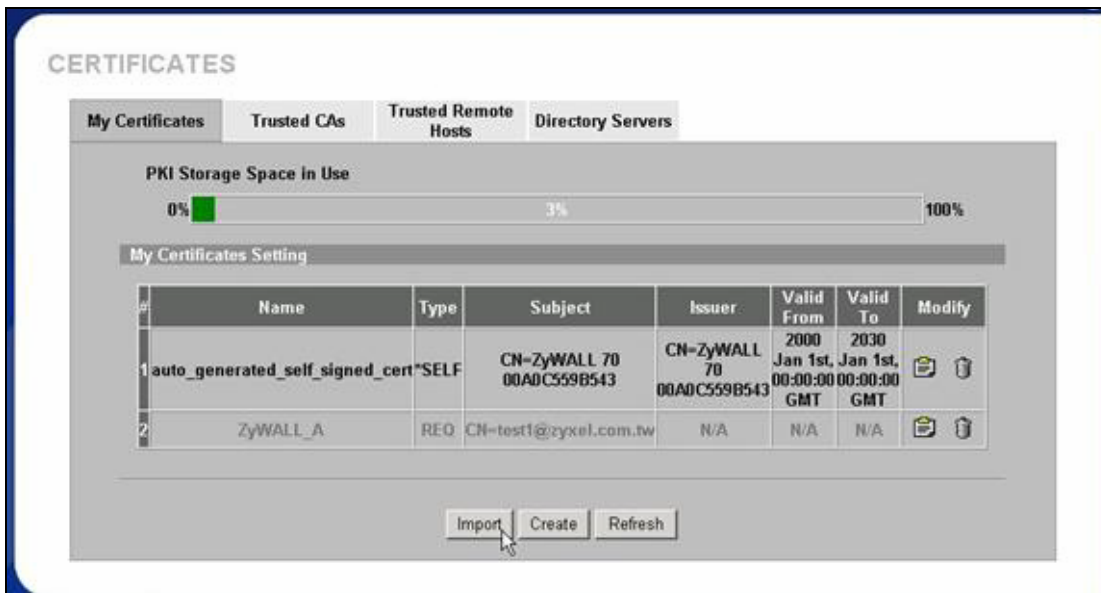 CERTIFICATES
My Certificates
Trusted CAs
Trusted Remote
Hosts
Directory Servers
PKI Storage Space in Use
0%
3%
100%
My Certificates Setting
# Name Type Subject Issuer Valid From Valid To Modify
1 auto_generated_self_signed_cert *SELF CN=ZyWALL 70 00A0C559B543 CN=ZyWALL 70 00A0C559B543 2000 Jan 1st, 00:00:00 GMT 2030 Jan 1st, 00:00:00 GMT
2 ZyWALL_A REQ CN=test1@zyxel.com.tw N/A N/A N/A
Import Create Refresh